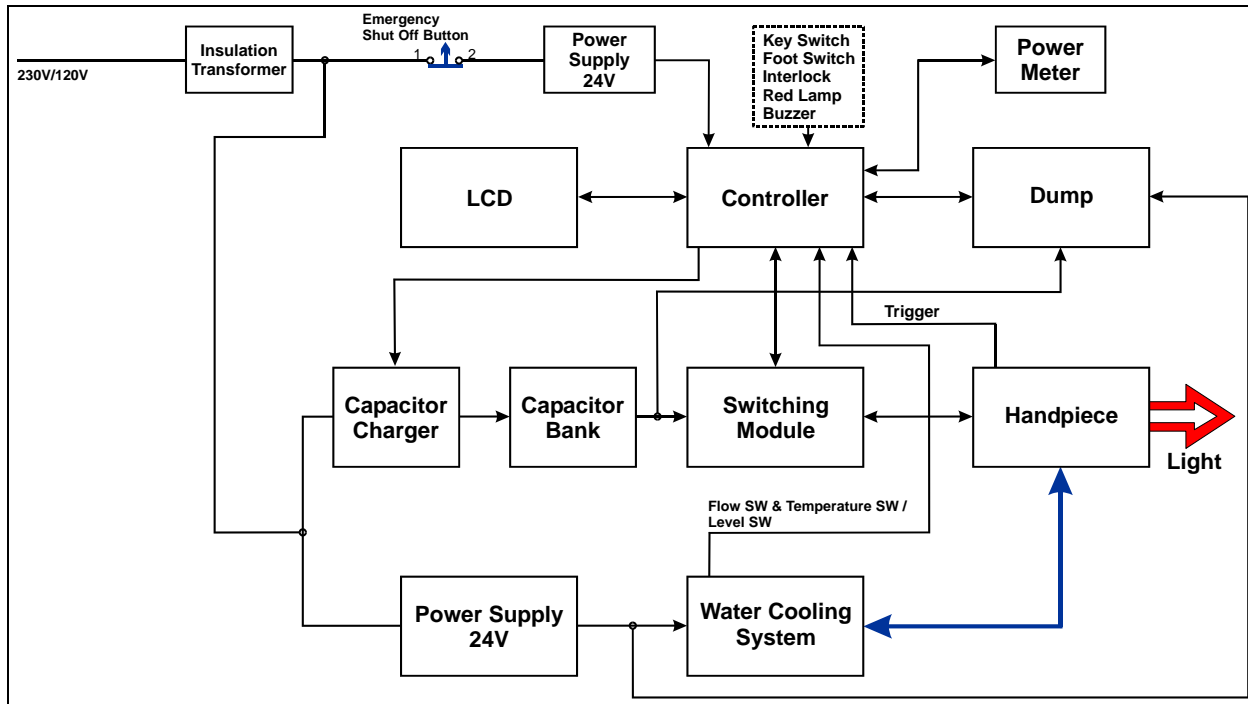 Emergency
Shut Off Button
1
2
Insulation
Transformer
230V/120V
Power
Supply
24V
Key Switch
Foot Switch
Interlock
Red Lamp
Buzzer
Power
Meter
LCD
Controller
Dump
Trigger
Capacitor
Charger
Capacitor
Bank
Switching
Module
Handpiece
Light
Flow SW & Temperature SW /
Level SW
Power Supply
24V
Water Cooling
System